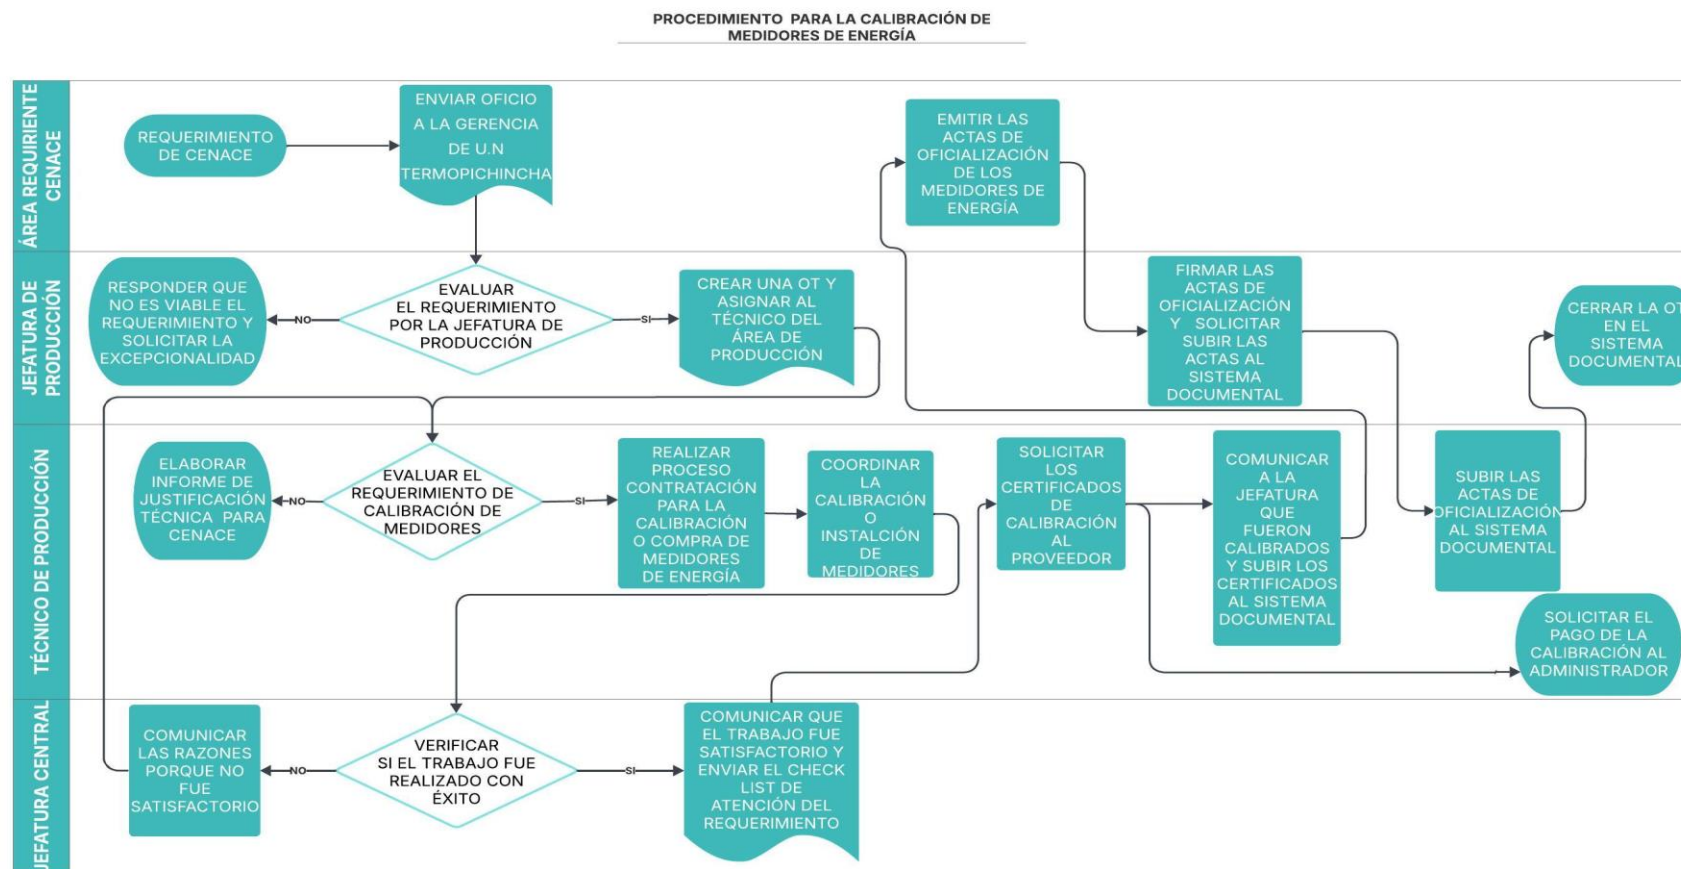 PROCEDIMIENTO PARA LA CALIBRACIÓN DE
MEDIDORES DE ENERGÍA
ÁREA REQUIRIENTE
CENACE
REQUERIMIENTO
DE CENACE
ENVIAR OFICIO
A LA GERENCIA
DE U.N
TERMOPICHINCHA
EMITIR LAS
ACTAS DE
OFICIALIZACIÓN
DE LOS
MEDIDORES DE
ENERGÍA
JEFATURA DE
PRODUCCIÓN
RESPONDER QUE
NO ES VIABLE EL
REQUERIMIENTO Y
SOLICITAR LA
EXCEPCIONALIDAD
NO
EVALUAR
EL REQUERIMIENTO
POR LA JEFATURA DE
PRODUCCIÓN
SI
CREAR UNA OT Y
ASIGNAR AL
TÉCNICO DEL
ÁREA DE
PRODUCCIÓN
FIRMAR LAS
ACTAS DE
OFICIALIZACIÓN
Y SOLICITAR
SUBIR LAS
ACTAS AL
SISTEMA
DOCUMENTAL
CERRAR LA OT
EN EL
SISTEMA
DOCUMENTAL
TÉCNICO DE PRODUCCIÓN
ELABORAR
INFORME DE
JUSTIFICACIÓN
TÉCNICA PARA
CENACE
NO
EVALUAR EL
REQUERIMIENTO DE
CALIBRACIÓN DE
MEDIDORES
SI
REALIZAR
PROCESO
CONTRATACIÓN
PARA LA
CALIBRACIÓN
O COMPRA DE
MEDIDORES
DE ENERGÍA
COORDINAR
LA
CALIBRACIÓN
O
INSTALCIÓN
DE
MEDIDORES
SOLICITAR
LOS
CERTIFICADOS
DE
CALIBRACIÓN
AL
PROVEEDOR
COMUNICAR
A LA
JEFATURA
QUE
FUERON
CALIBRADOS
Y SUBIR LOS
CERTIFICADOS
AL SISTEMA
DOCUMENTAL
SUBIR LAS
ACTAS DE
OFICIALIZACIÓN
AL SISTEMA
DOCUMENTAL
SOLICITAR EL
PAGO DE LA
CALIBRACIÓN AL
ADMINISTRADOR
JEFATURA CENTRAL
COMUNICAR
LAS RAZONES
PORQUE NO
FUE
SATISFACTORIO
NO
VERIFICAR
SI EL TRABAJO FUE
REALIZADO CON
ÉXITO
SI
COMUNICAR QUE
EL TRABAJO FUE
SATISFACTORIO Y
ENVIAR EL CHECK
LIST DE
ATENCIÓN DEL
REQUERIMIENTO